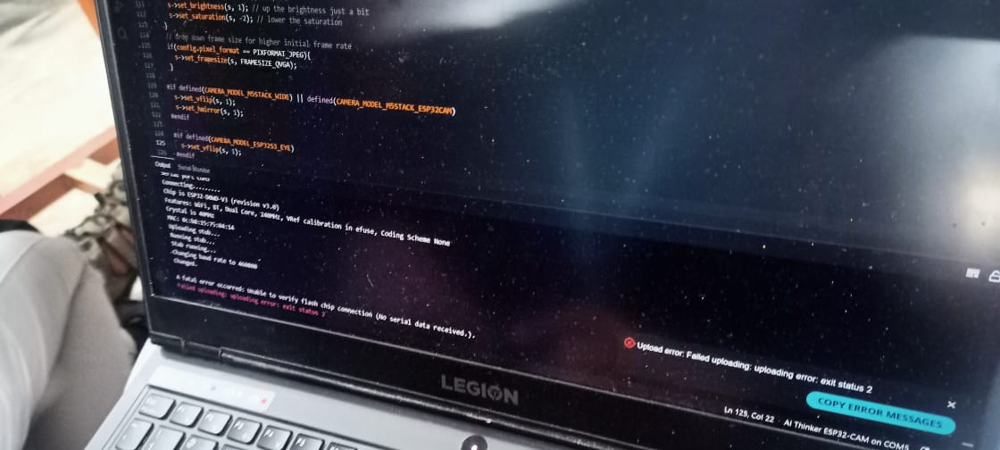 s->set_brightness(s, 1); // up the brightness just a bit
s->set_saturation(s, -2); // lower the saturation
}
// drop down frame size for higher initial frame rate
if(config.pixel_format == PIXFORMAT_JPEG){
s->set_framesize(s, FRAMESIZE_QVGA);
}
#if defined(CAMERA_MODEL_M5STACK_WIDE) || defined(CAMERA_MODEL_M5STACK_ESP32CAM)
s->set_vflip(s, 1);
s->set_hmirror(s, 1);
#endif
#if defined(CAMERA_MODEL_ESP32S3_EYE)
s->set_vflip(s, 1);
#endif
Output Serial Monitor
Serial port COM5
Connecting.........
Chip is ESP32-D0WD-V3 (revision v3.0)
Features: WiFi, BT, Dual Core, 240MHz, VRef calibration in efuse, Coding Scheme None
Crystal is 40MHz
MAC:
Uploading stub...
Running stub...
Stub running...
Changing baud rate to 460800
Changed.
A fatal error occurred: Unable to verify flash chip connection (No serial data received.).
Failed uploading: uploading error: exit status 2
Upload error: Failed uploading: uploading error: exit status 2
COPY ERROR MESSAGES
Ln 125, Col 22 AI Thinker ESP32-CAM on COM5
LEGION